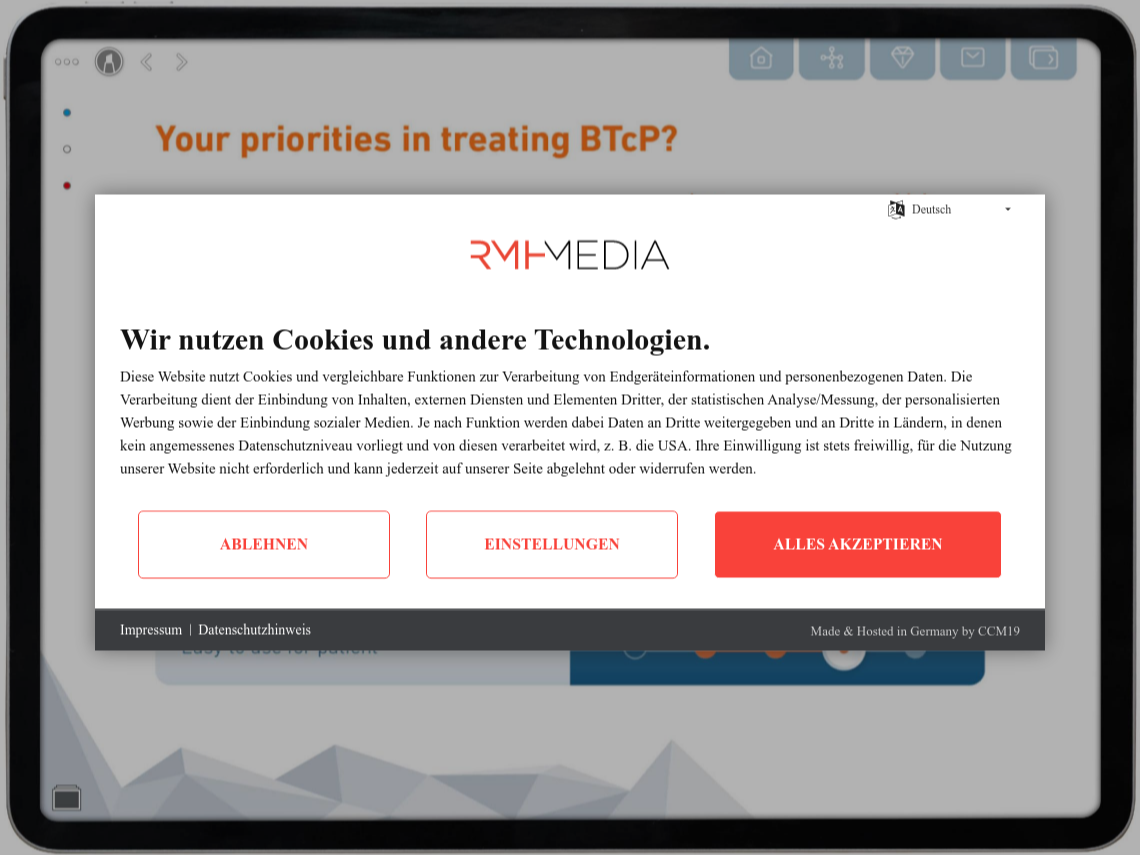 Your priorities in treating BTcP?
Deutsch
RMH MEDIA
Wir nutzen Cookies und andere Technologien.
Diese Website nutzt Cookies und vergleichbare Funktionen zur Verarbeitung von Endgeräteinformationen und personenbezogenen Daten. Die
Verarbeitung dient der Einbindung von Inhalten, externen Diensten und Elementen Dritter, der statistischen Analyse/Messung, der personalisierten
Werbung sowie der Einbindung sozialer Medien. Je nach Funktion werden dabei Daten an Dritte weitergegeben und an Dritte in Ländern, in denen
kein angemessenes Datenschutzniveau vorliegt und von diesen verarbeitet wird, z. B. die USA. Ihre Einwilligung ist stets freiwillig, für die Nutzung
unserer Website nicht erforderlich und kann jederzeit auf unserer Seite abgelehnt oder widerrufen werden.
ABLEHNEN
EINSTELLUNGEN
ALLES AKZEPTIEREN
Impressum | Datenschutzhinweis
Made & Hosted in Germany by CCM19
Easy to use for patient